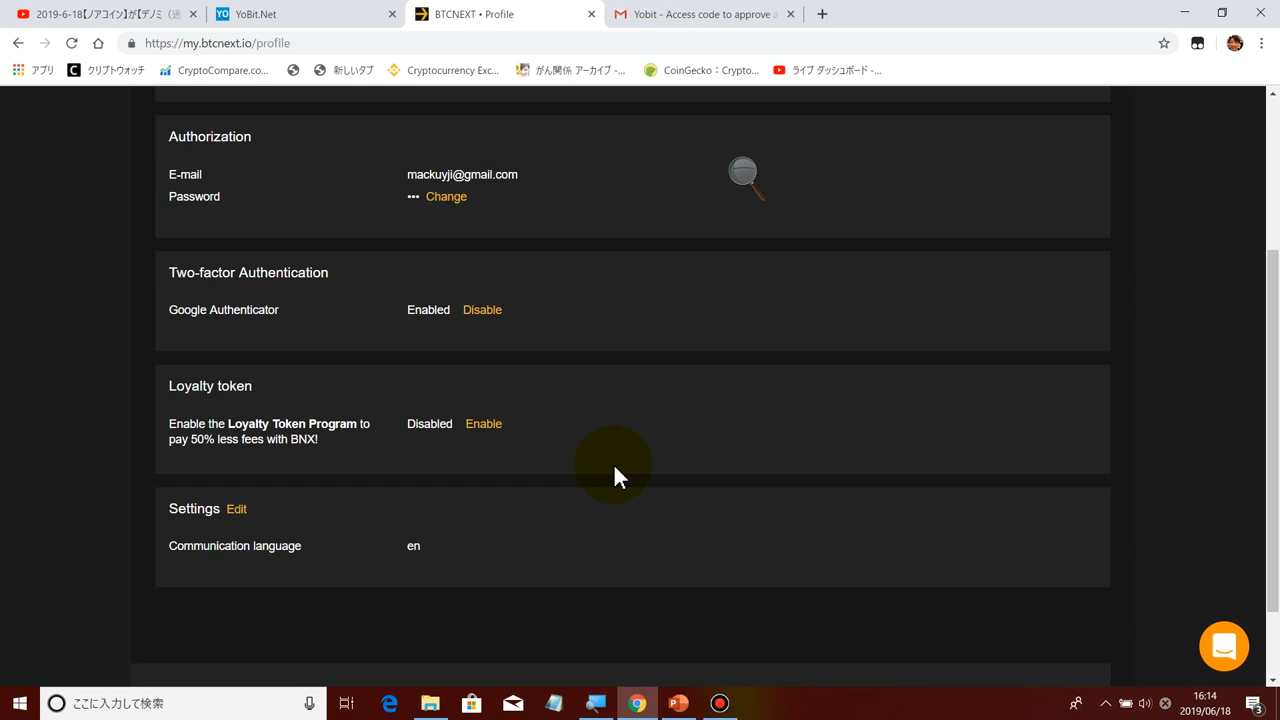 2019-6-18【ノアコイン】が【デノミ（通
YoBit.Net
BTCNEXT • Profile
Yobit - Access code to approve a
https://my.btcnext.io/profile
アプリ
クリプトウォッチ
CryptoCompare.co...
新しいタブ
Cryptocurrency Exc...
がん関係 アーカイブ -...
CoinGecko：Crypto...
ライブ ダッシュボード -...
Authorization
E-mail
mackuyji@gmail.com
Password
••• Change
Two-factor Authentication
Google Authenticator
Enabled Disable
Loyalty token
Enable the Loyalty Token Program to
pay 50% less fees with BNX!
Disabled Enable
Settings Edit
Communication language
en
ここに入力して検索
16:14
2019/06/18
3